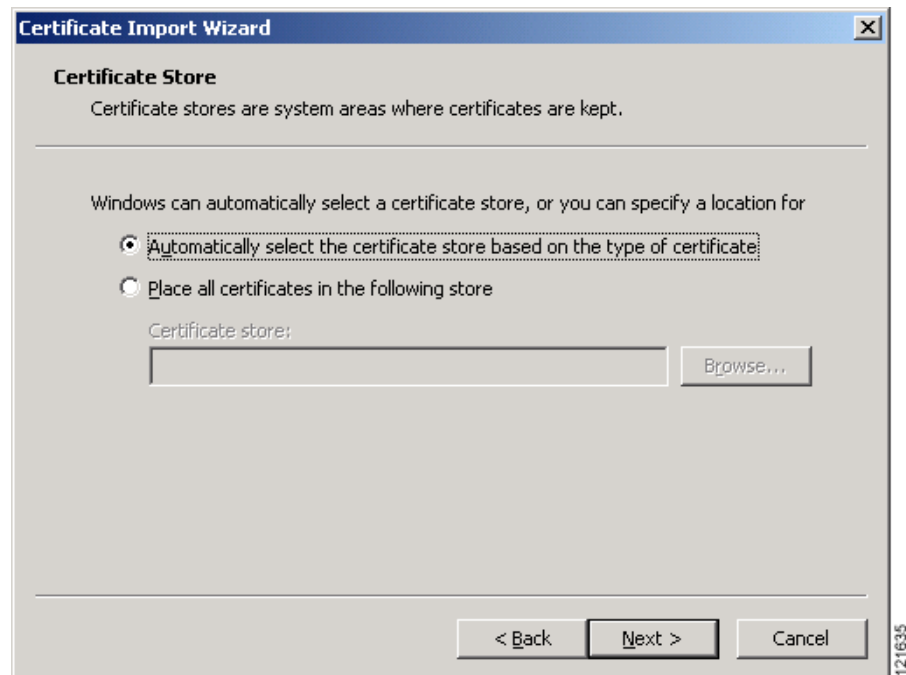 Certificate Import Wizard
Certificate Store
Certificate stores are system areas where certificates are kept.
Windows can automatically select a certificate store, or you can specify a location for
Automatically select the certificate store based on the type of certificate
Place all certificates in the following store
Certificate store:
Browse...
< Back
Next >
Cancel
121635